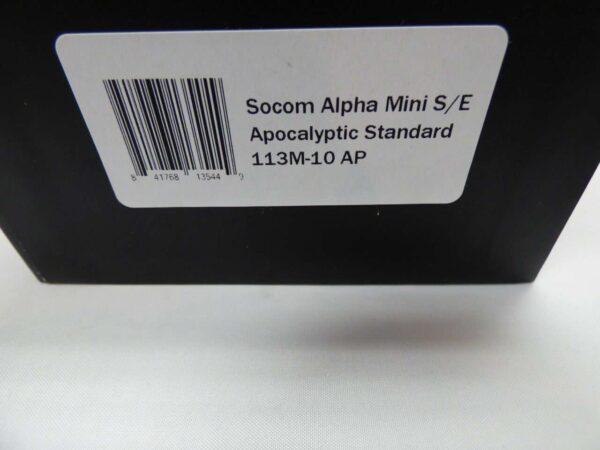 Socom Alpha Mini S/E
Apocalyptic Standard
113M-10 AP
8 41768 13544 9